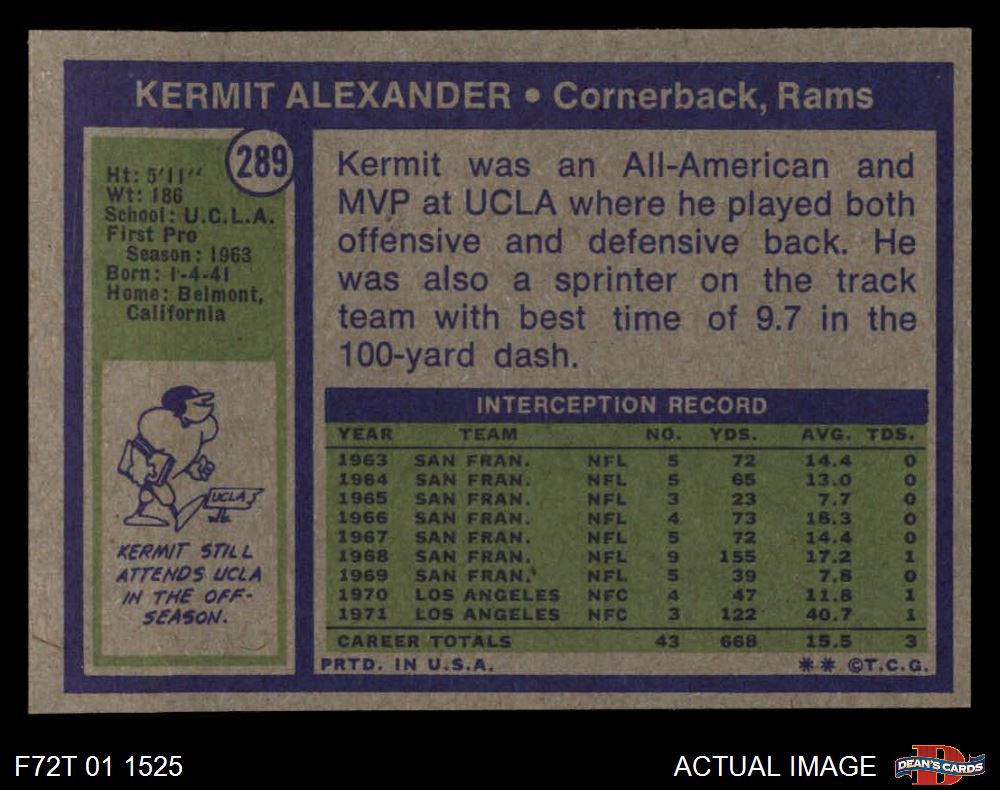 KERMIT ALEXANDER • Cornerback, Rams
289
Ht: 5'11"
Wt: 186
School: U.C.L.A.
First Pro
Season: 1963
Born: 1-4-41
Home: Belmont,
California
Kermit was an All-American and
MVP at UCLA where he played both
offensive and defensive back. He
was also a sprinter on the track
team with best time of 9.7 in the
100-yard dash.
UCLA
KERMIT STILL
ATTENDS UCLA
IN THE OFF-
SEASON.
INTERCEPTION RECORD
YEAR TEAM NO. YDS. AVG. TDS.
1963 SAN FRAN. NFL 5 72 14.4 0
1964 SAN FRAN. NFL 5 65 13.0 0
1965 SAN FRAN. NFL 3 23 7.7 0
1966 SAN FRAN. NFL 4 73 18.3 0
1967 SAN FRAN. NFL 5 72 14.4 0
1968 SAN FRAN. NFL 9 155 17.2 1
1969 SAN FRAN. NFL 5 39 7.8 0
1970 LOS ANGELES NFC 4 47 11.8 1
1971 LOS ANGELES NFC 3 122 40.7 1
CAREER TOTALS 43 668 15.5 3
PRTD. IN U.S.A. ** ©T.C.G.
F72T 01 1525
ACTUAL IMAGE
D
DEAN'S CARDS